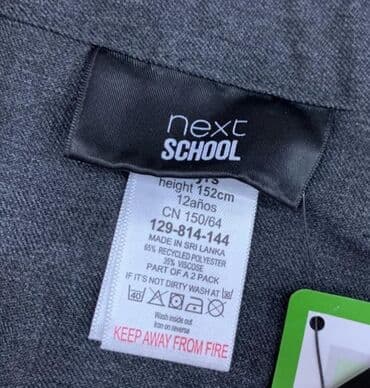 next
SCHOOL
height 152cm
12años
CN 150/64
129-814-144
MADE IN SRI LANKA
65% RECYCLED POLYESTER
35% VISCOSE
PART OF A 2 PACK
IF IT'S NOT DIRTY WASH AT 30
40
Wash inside out
Iron on reverse
KEEP AWAY FROM FIRE